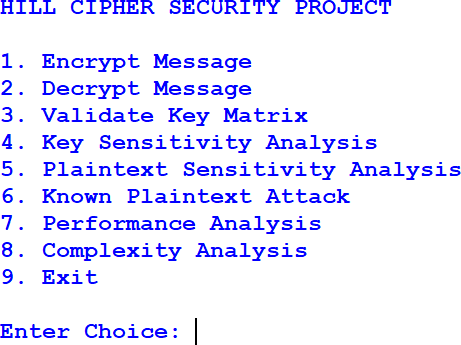 HILL CIPHER SECURITY PROJECT
1. Encrypt Message
2. Decrypt Message
3. Validate Key Matrix
4. Key Sensitivity Analysis
5. Plaintext Sensitivity Analysis
6. Known Plaintext Attack
7. Performance Analysis
8. Complexity Analysis
9. Exit
Enter Choice: